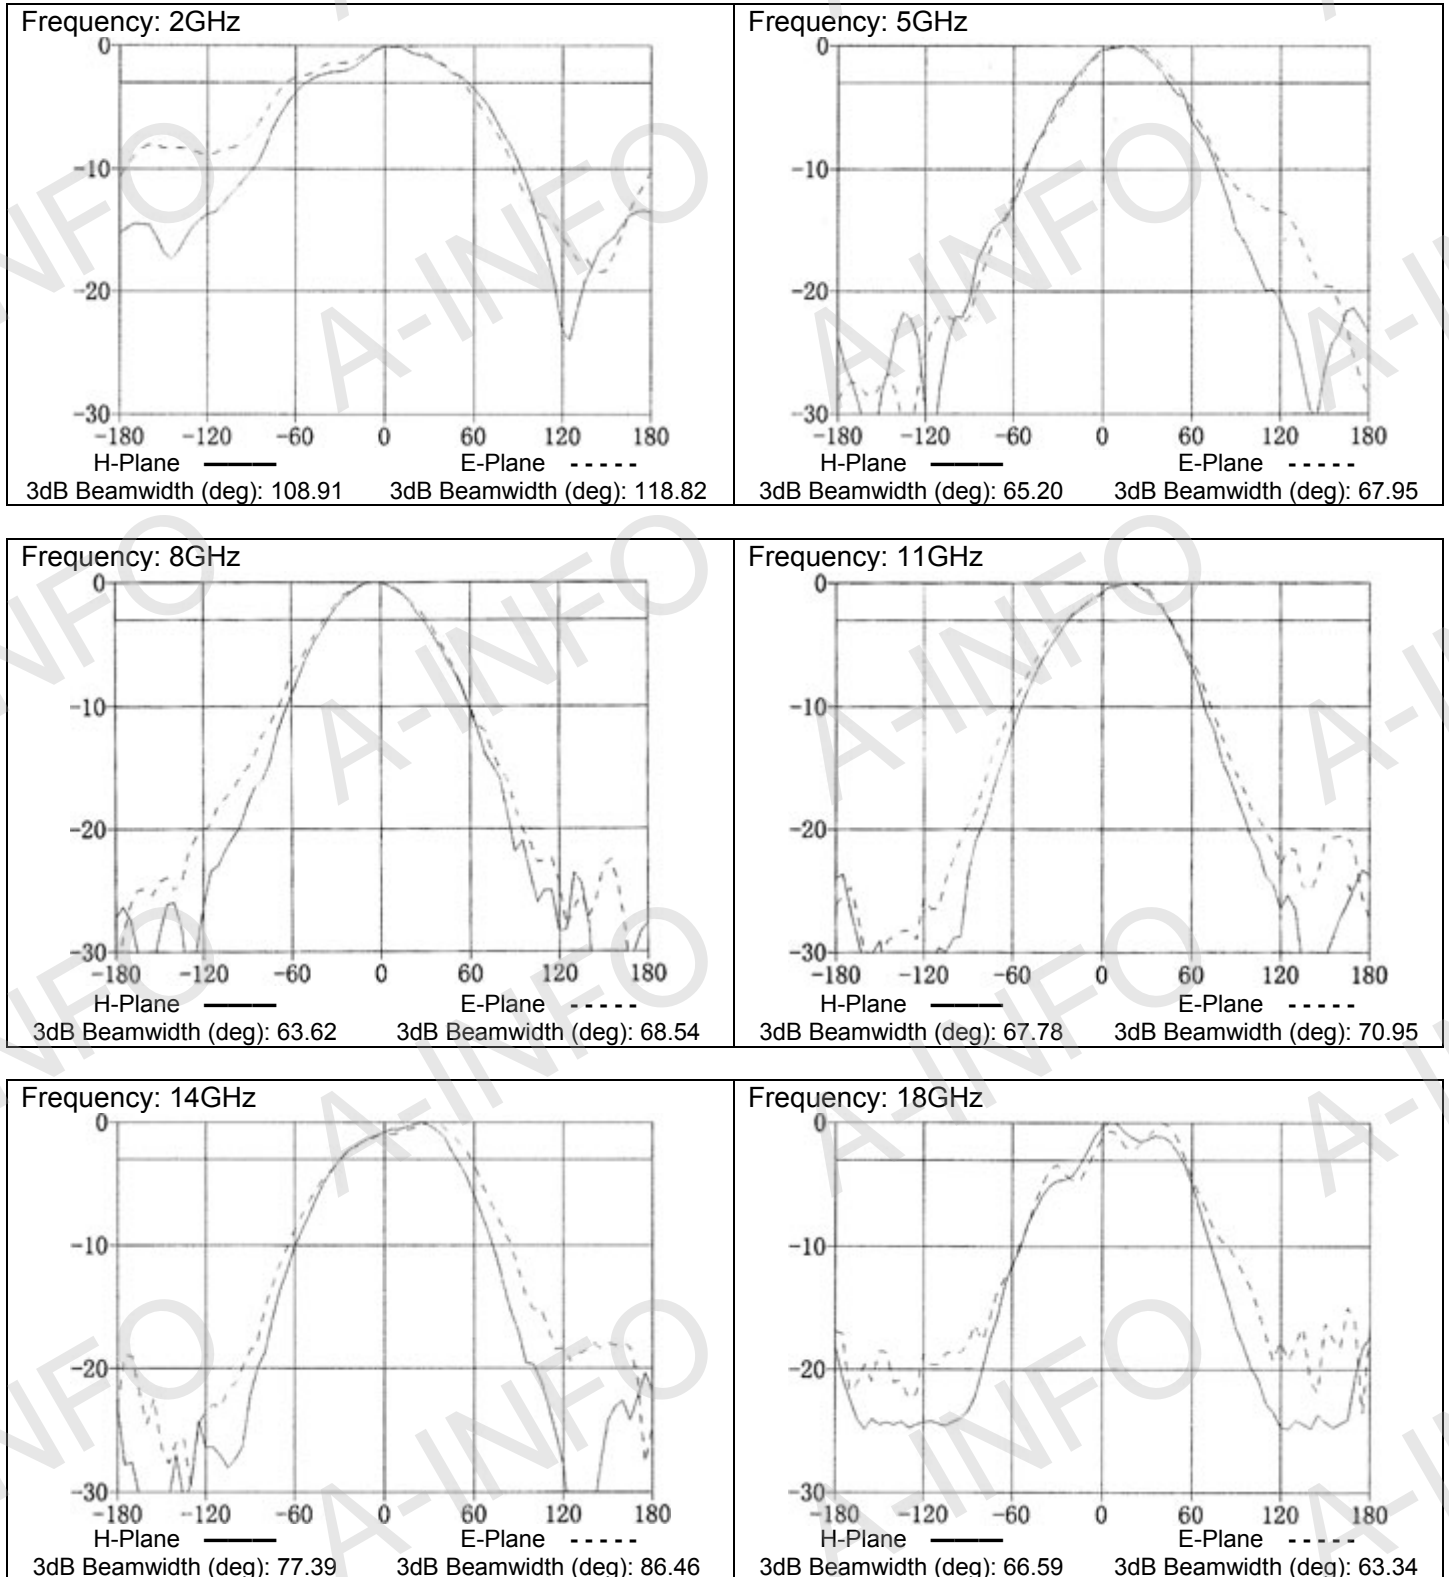 Frequency: 2GHz
0
-10
-20
-30
-180 -120 -60 0 60 120 180
H-Plane E-Plane
3dB Beamwidth (deg): 108.91 3dB Beamwidth (deg): 118.82
Frequency: 5GHz
0
-10
-20
-30
-180 -120 -60 0 60 120 180
H-Plane E-Plane
3dB Beamwidth (deg): 65.20 3dB Beamwidth (deg): 67.95
Frequency: 8GHz
0
-10
-20
-30
-180 -120 -60 0 60 120 180
H-Plane E-Plane
3dB Beamwidth (deg): 63.62 3dB Beamwidth (deg): 68.54
Frequency: 11GHz
0
-10
-20
-30
-180 -120 -60 0 60 120 180
H-Plane E-Plane
3dB Beamwidth (deg): 67.78 3dB Beamwidth (deg): 70.95
Frequency: 14GHz
0
-10
-20
-30
-180 -120 -60 0 60 120 180
H-Plane E-Plane
3dB Beamwidth (deg): 77.39 3dB Beamwidth (deg): 86.46
Frequency: 18GHz
0
-10
-20
-30
-180 -120 -60 0 60 120 180
H-Plane E-Plane
3dB Beamwidth (deg): 66.59 3dB Beamwidth (deg): 63.34
A-INFO
A-INFO
A-INFO
A-INFO
A-INFO
A-INFO
A-INFO